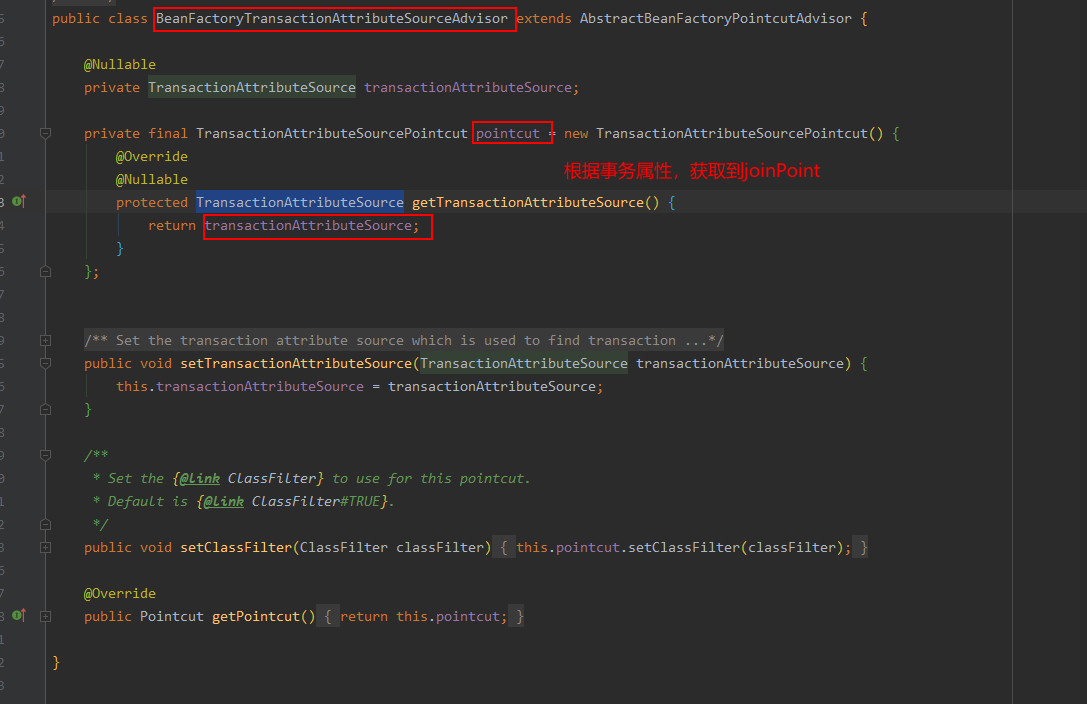 public class BeanFactoryTransactionAttributeSourceAdvisor extends AbstractBeanFactoryPointcutAdvisor {
@Nullable
private TransactionAttributeSource transactionAttributeSource;
private final TransactionAttributeSourcePointcut pointcut = new TransactionAttributeSourcePointcut() {
@Override
根据事务属性，获取到joinPoint
@Nullable
protected TransactionAttributeSource getTransactionAttributeSource() {
return transactionAttributeSource;
}
};
/** Set the transaction attribute source which is used to find transaction ...*/
public void setTransactionAttributeSource(TransactionAttributeSource transactionAttributeSource) {
this.transactionAttributeSource = transactionAttributeSource;
}
/**
* Set the {@link ClassFilter} to use for this pointcut.
* Default is {@link ClassFilter#TRUE}.
*/
public void setClassFilter(ClassFilter classFilter) { this.pointcut.setClassFilter(classFilter); }
@Override
public Pointcut getPointcut() { return this.pointcut; }
}